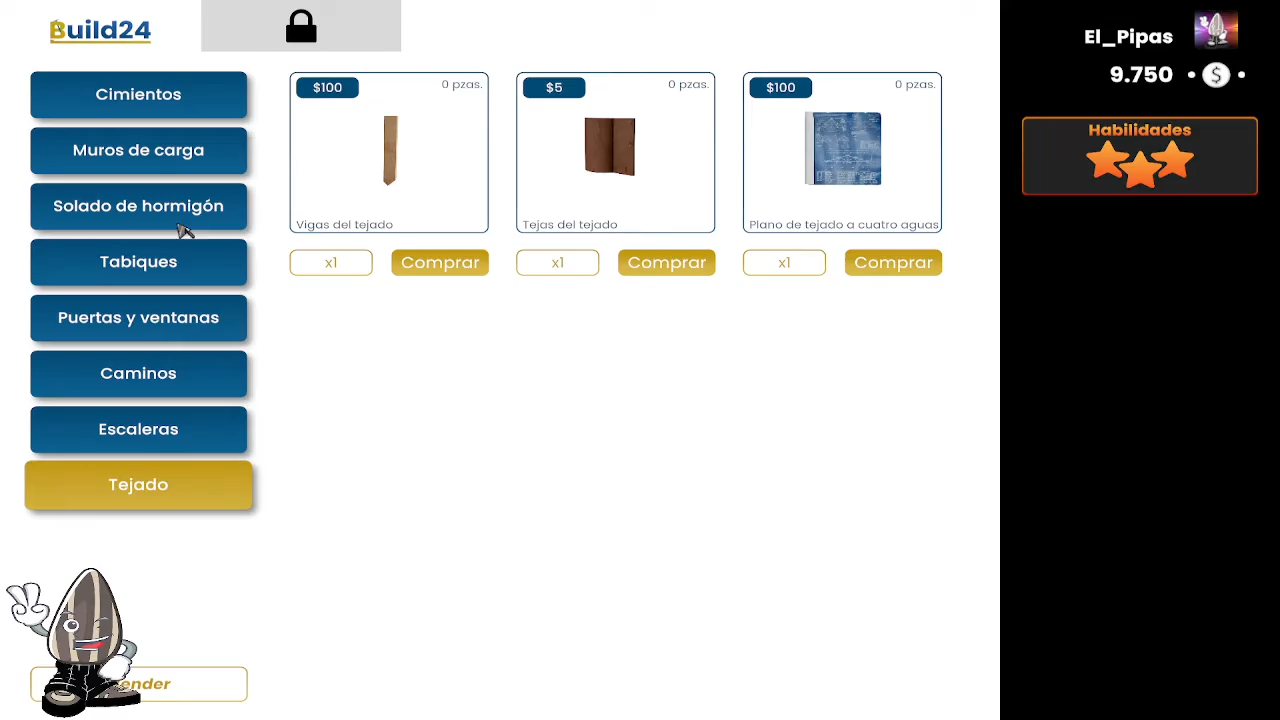 Build24
El_Pipas
9.750
Habilidades
Cimientos
Muros de carga
Solado de hormigón
Tabiques
Puertas y ventanas
Caminos
Escaleras
Tejado
$100
0 pzas.
Vigas del tejado
x1
Comprar
$5
0 pzas.
Tejas del tejado
x1
Comprar
$100
0 pzas.
Plano de tejado a cuatro aguas
x1
Comprar